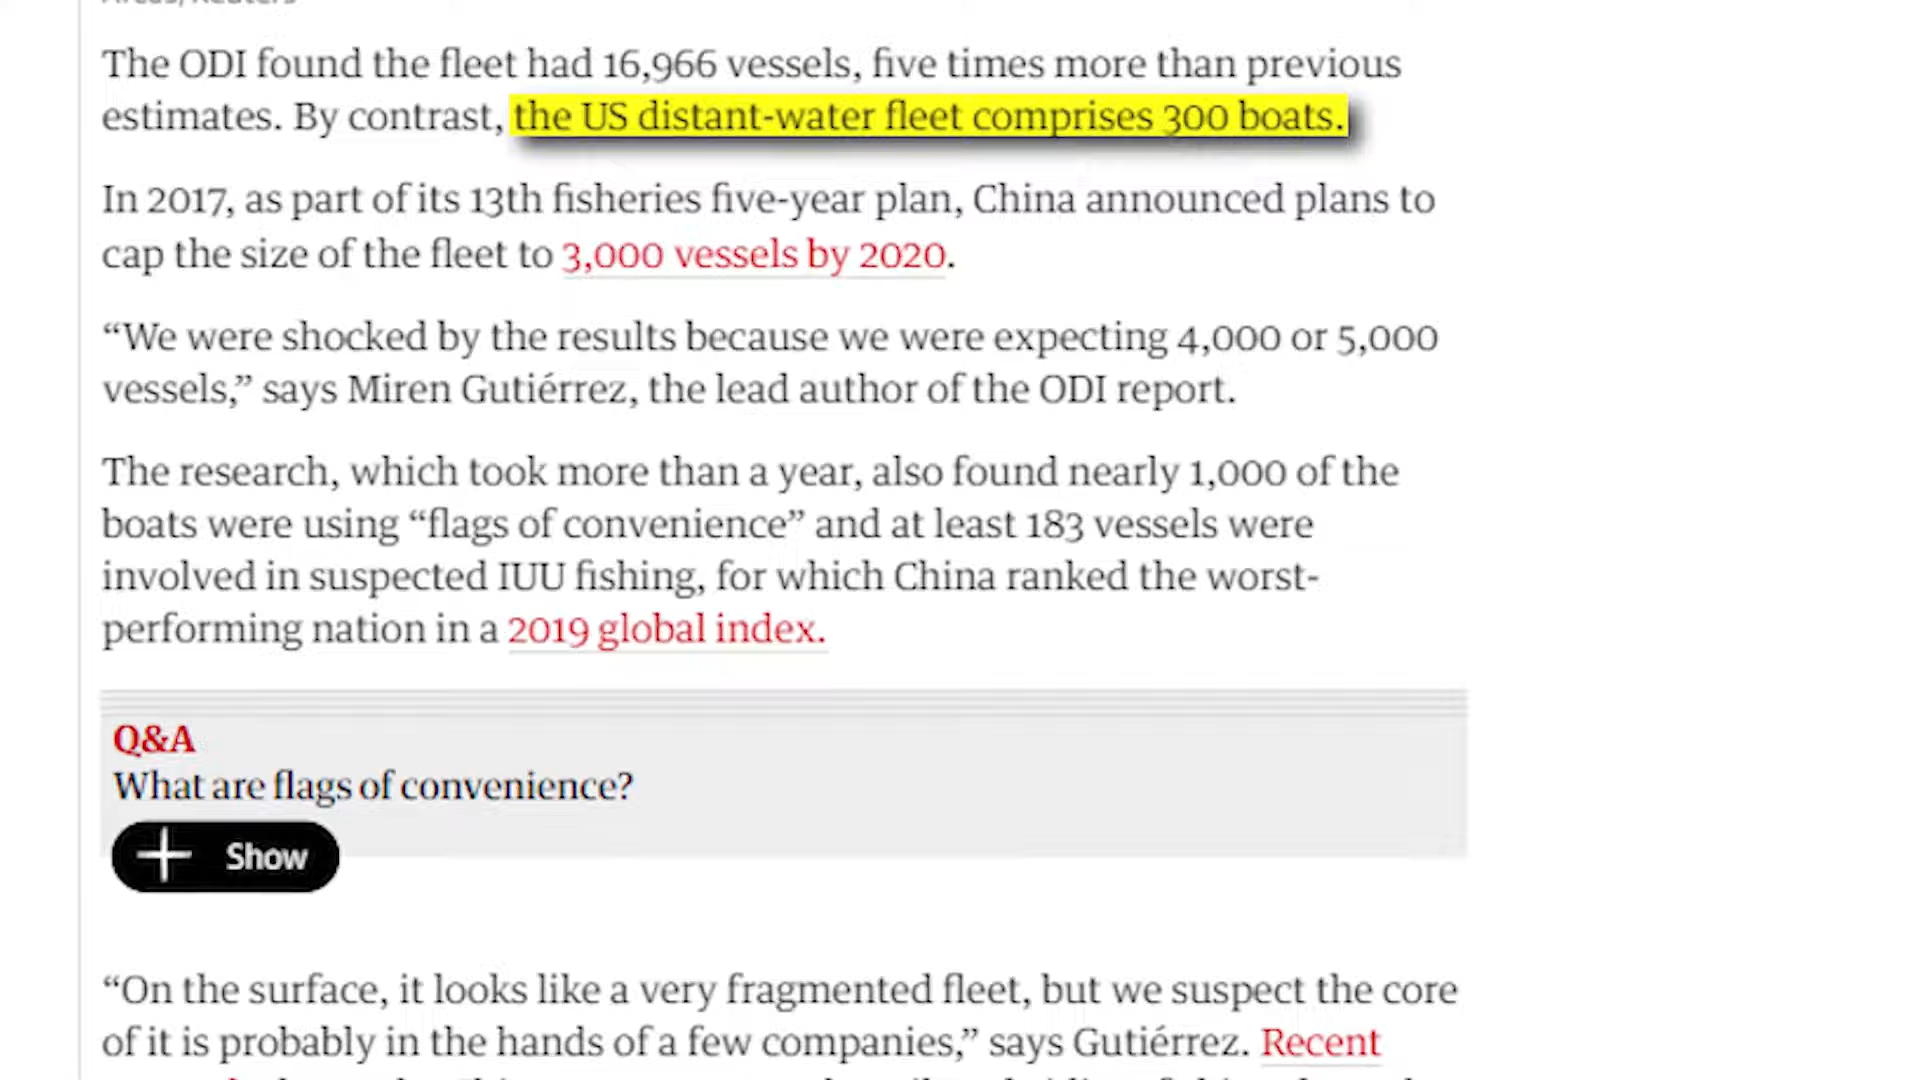 The ODI found the fleet had 16,966 vessels, five times more than previous
estimates. By contrast, the US distant-water fleet comprises 300 boats.
In 2017, as part of its 13th fisheries five-year plan, China announced plans to
cap the size of the fleet to 3,000 vessels by 2020.
“We were shocked by the results because we were expecting 4,000 or 5,000
vessels,” says Miren Gutiérrez, the lead author of the ODI report.
The research, which took more than a year, also found nearly 1,000 of the
boats were using “flags of convenience” and at least 183 vessels were
involved in suspected IUU fishing, for which China ranked the worst-
performing nation in a 2019 global index.
Q&A
What are flags of convenience?
Show
“On the surface, it looks like a very fragmented fleet, but we suspect the core
of it is probably in the hands of a few companies,” says Gutiérrez. Recent